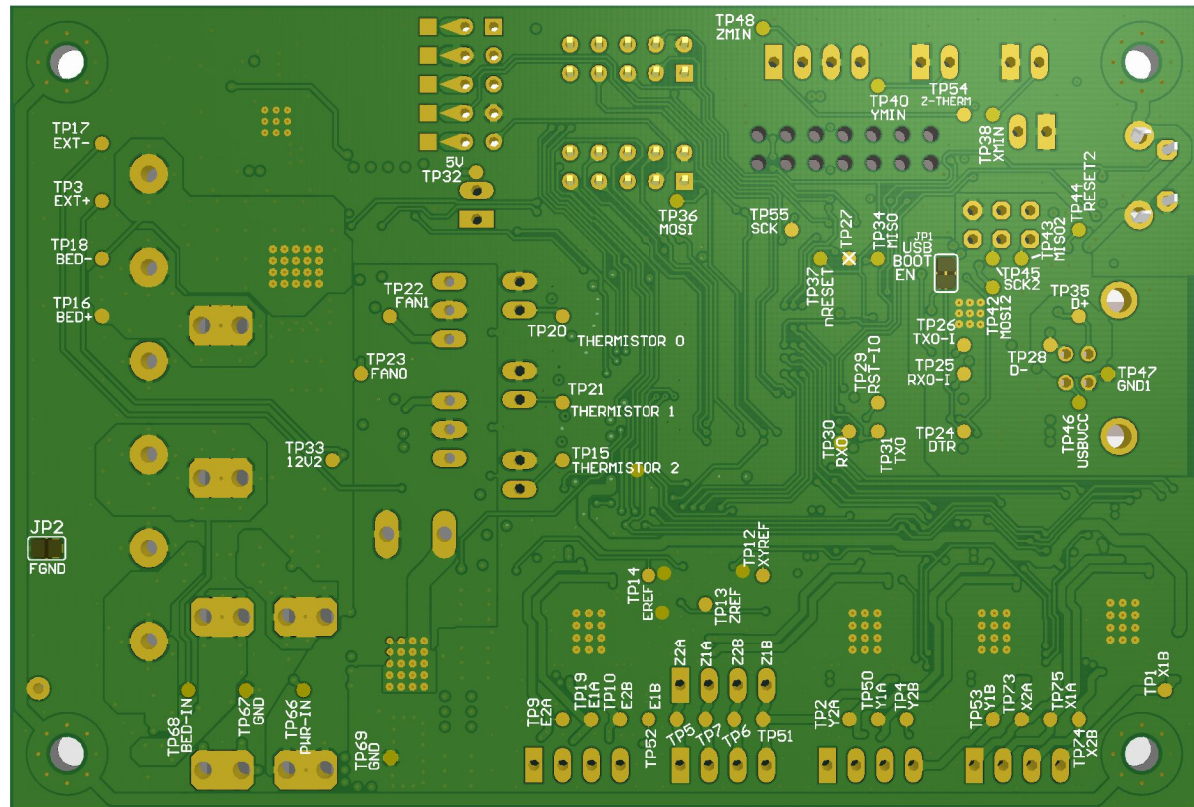 TP48
ZMIN
TP54
Z-THERM
TP40
YMIN
TP38
XMIN
TP17
EXT-
5V
TP32
TP3
EXT+
TP36
MOSI
TP55
SCK
TP27
TP34
MISO
JP1
USB
BOOT
EN
TP44
RESET2
TP43
MISO2
TP45
SCK2
TP18
BED-
TP37
nRESET
TP42
MOSI2
TP35
D+
TP16
BED+
TP22
FAN1
TP20
THERMISTOR 0
TP26
TXO-I
TP28
D-
TP23
FAN0
TP25
RXO-I
TP47
GND1
TP29
RST-IO
TP21
THERMISTOR 1
TP46
USBVCC
TP30
RXO
TP31
TXO
TP24
DTR
TP33
12V2
TP15
THERMISTOR 2
JP2
FGND
TP14
EREF
TP13
ZREF
TP12
XYREF
Z2A
Z1A
Z2B
Z1B
TP68
BED-IN
TP67
GND
TP66
PWR-IN
TP69
GND
TP9
E2A
TP19
E1A
TP10
E2B
TP52
E1B
TP5
TP7
TP6
TP51
TP2
Y2A
TP50
Y1A
TP4
Y2B
TP53
Y1B
TP73
X2A
TP75
X1A
TP74
X2B
TP1
X1B